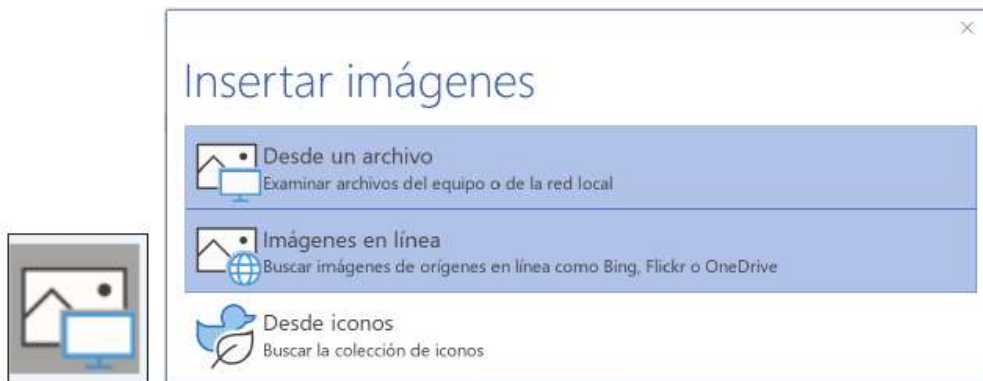 Insertar imágenes
Desde un archivo
Examinar archivos del equipo o de la red local
Imágenes en línea
Buscar imágenes de orígenes en línea como Bing, Flickr o OneDrive
Desde iconos
Buscar la colección de iconos